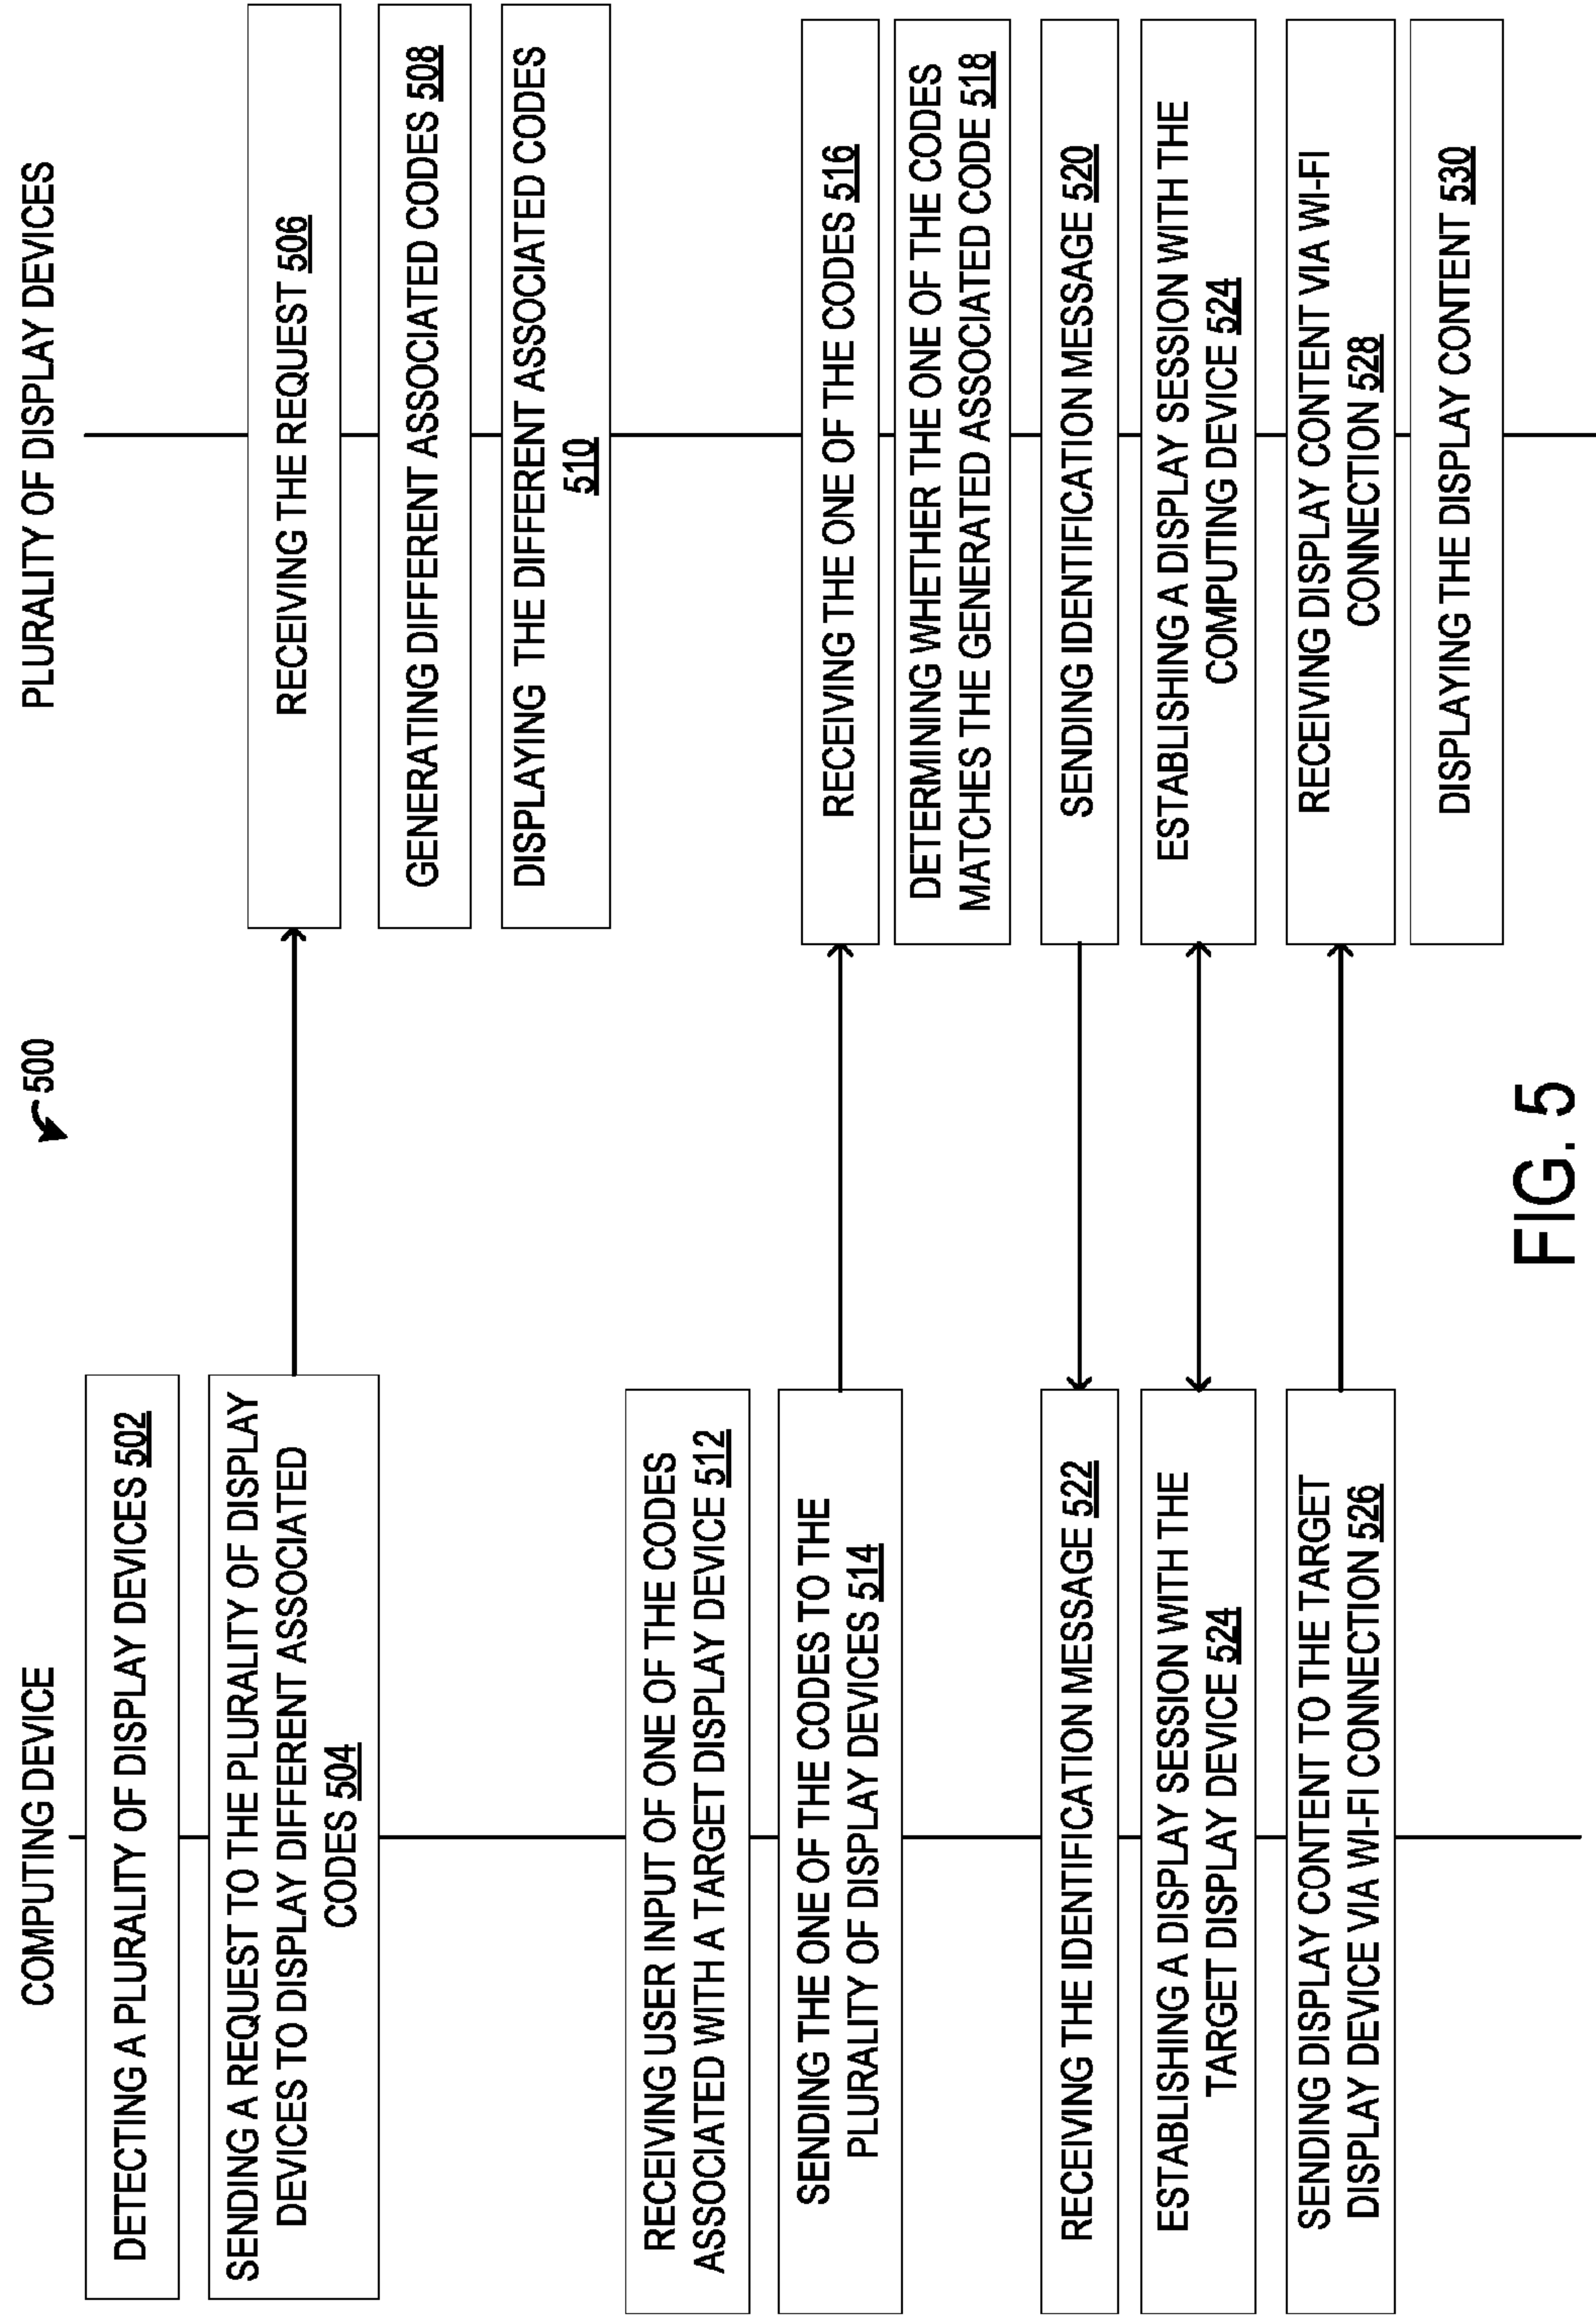 500
COMPUTING DEVICE
DETECTING A PLURALITY OF DISPLAY DEVICES 502
SENDING A REQUEST TO THE PLURALITY OF DISPLAY
DEVICES TO DISPLAY DIFFERENT ASSOCIATED
CODES 504
RECEIVING USER INPUT OF ONE OF THE CODES
ASSOCIATED WITH A TARGET DISPLAY DEVICE 512
SENDING THE ONE OF THE CODES TO THE
PLURALITY OF DISPLAY DEVICES 514
RECEIVING THE IDENTIFICATION MESSAGE 522
ESTABLISHING A DISPLAY SESSION WITH THE
TARGET DISPLAY DEVICE 524
SENDING DISPLAY CONTENT TO THE TARGET
DISPLAY DEVICE VIA WI-FI CONNECTION 526
PLURALITY OF DISPLAY DEVICES
RECEIVING THE REQUEST 506
GENERATING DIFFERENT ASSOCIATED CODES 508
DISPLAYING THE DIFFERENT ASSOCIATED CODES
510
RECEIVING THE ONE OF THE CODES 516
DETERMINING WHETHER THE ONE OF THE CODES
MATCHES THE GENERATED ASSOCIATED CODE 518
SENDING IDENTIFICATION MESSAGE 520
ESTABLISHING A DISPLAY SESSION WITH THE
COMPUTING DEVICE 524
RECEIVING DISPLAY CONTENT VIA WI-FI
CONNECTION 528
DISPLAYING THE DISPLAY CONTENT 530
FIG. 5